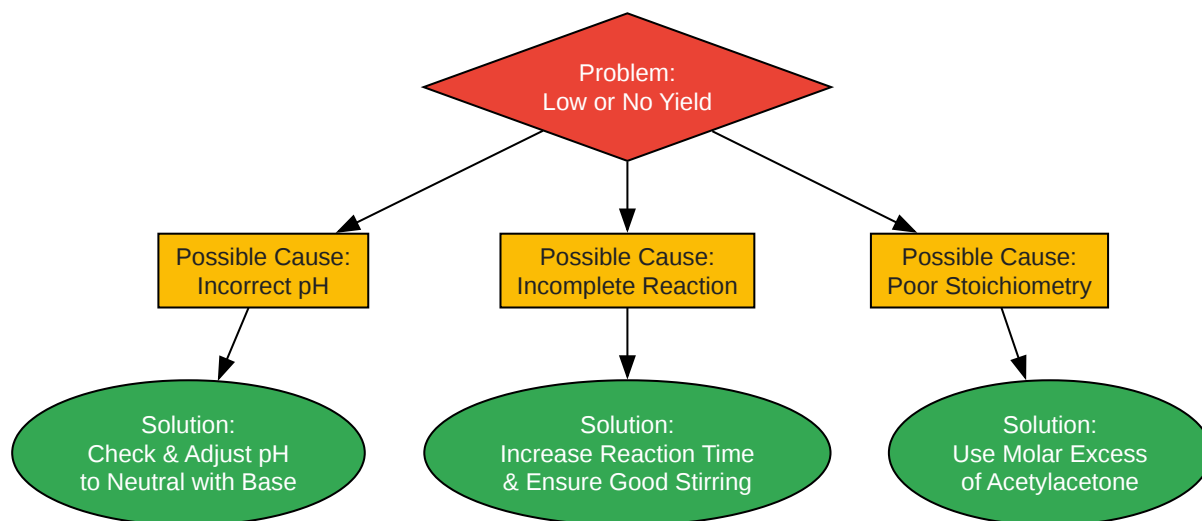 Problem:
Low or No Yield
Possible Cause:
Incorrect pH
Possible Cause:
Incomplete Reaction
Possible Cause:
Poor Stoichiometry
Solution:
Check & Adjust pH
to Neutral with Base
Solution:
Increase Reaction Time
& Ensure Good Stirring
Solution:
Use Molar Excess
of Acetylacetone